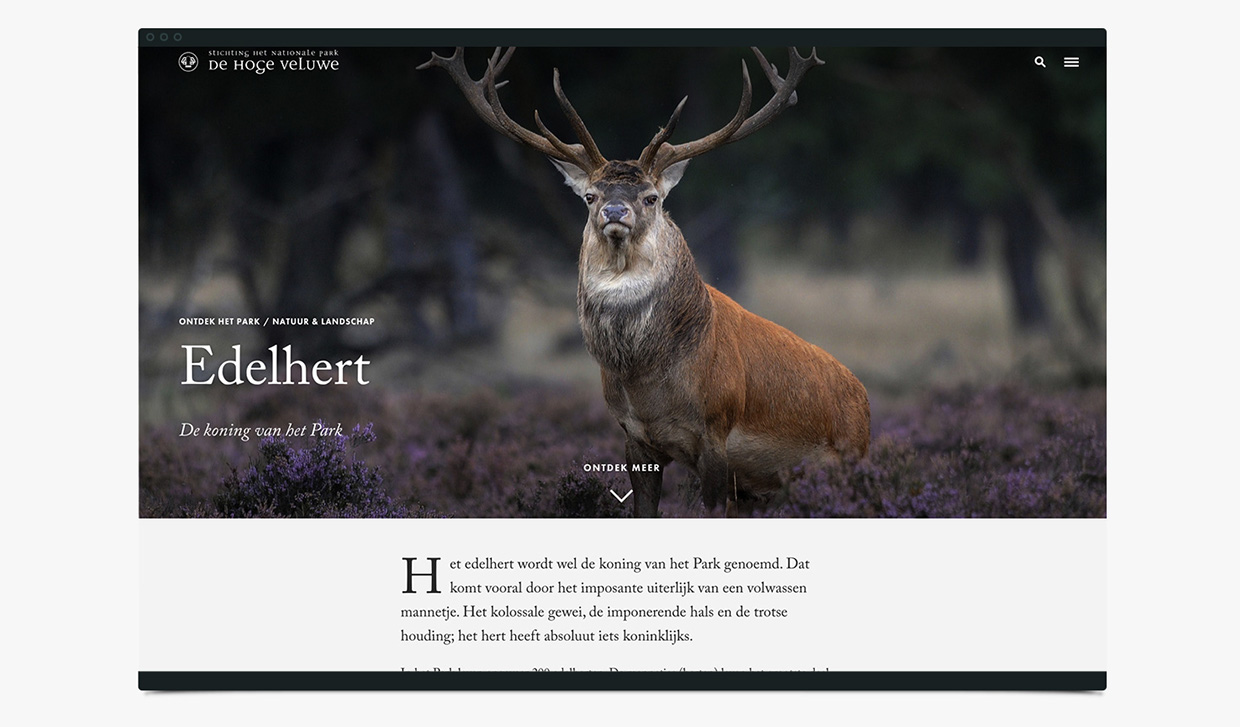 STICHTING HET NATIONALE PARK
DE HOGE VELUWE
ONTDEK HET PARK / NATUUR & LANDSCHAP
Edelhert
De koning van het Park
ONTDEK MEER
Het edelhert wordt wel de koning van het Park genoemd. Dat
komt vooral door het imposante uiterlijk van een volwassen
mannetje. Het kolossale gewei, de imponerende hals en de trotse
houding; het hert heeft absoluut iets koninklijks.